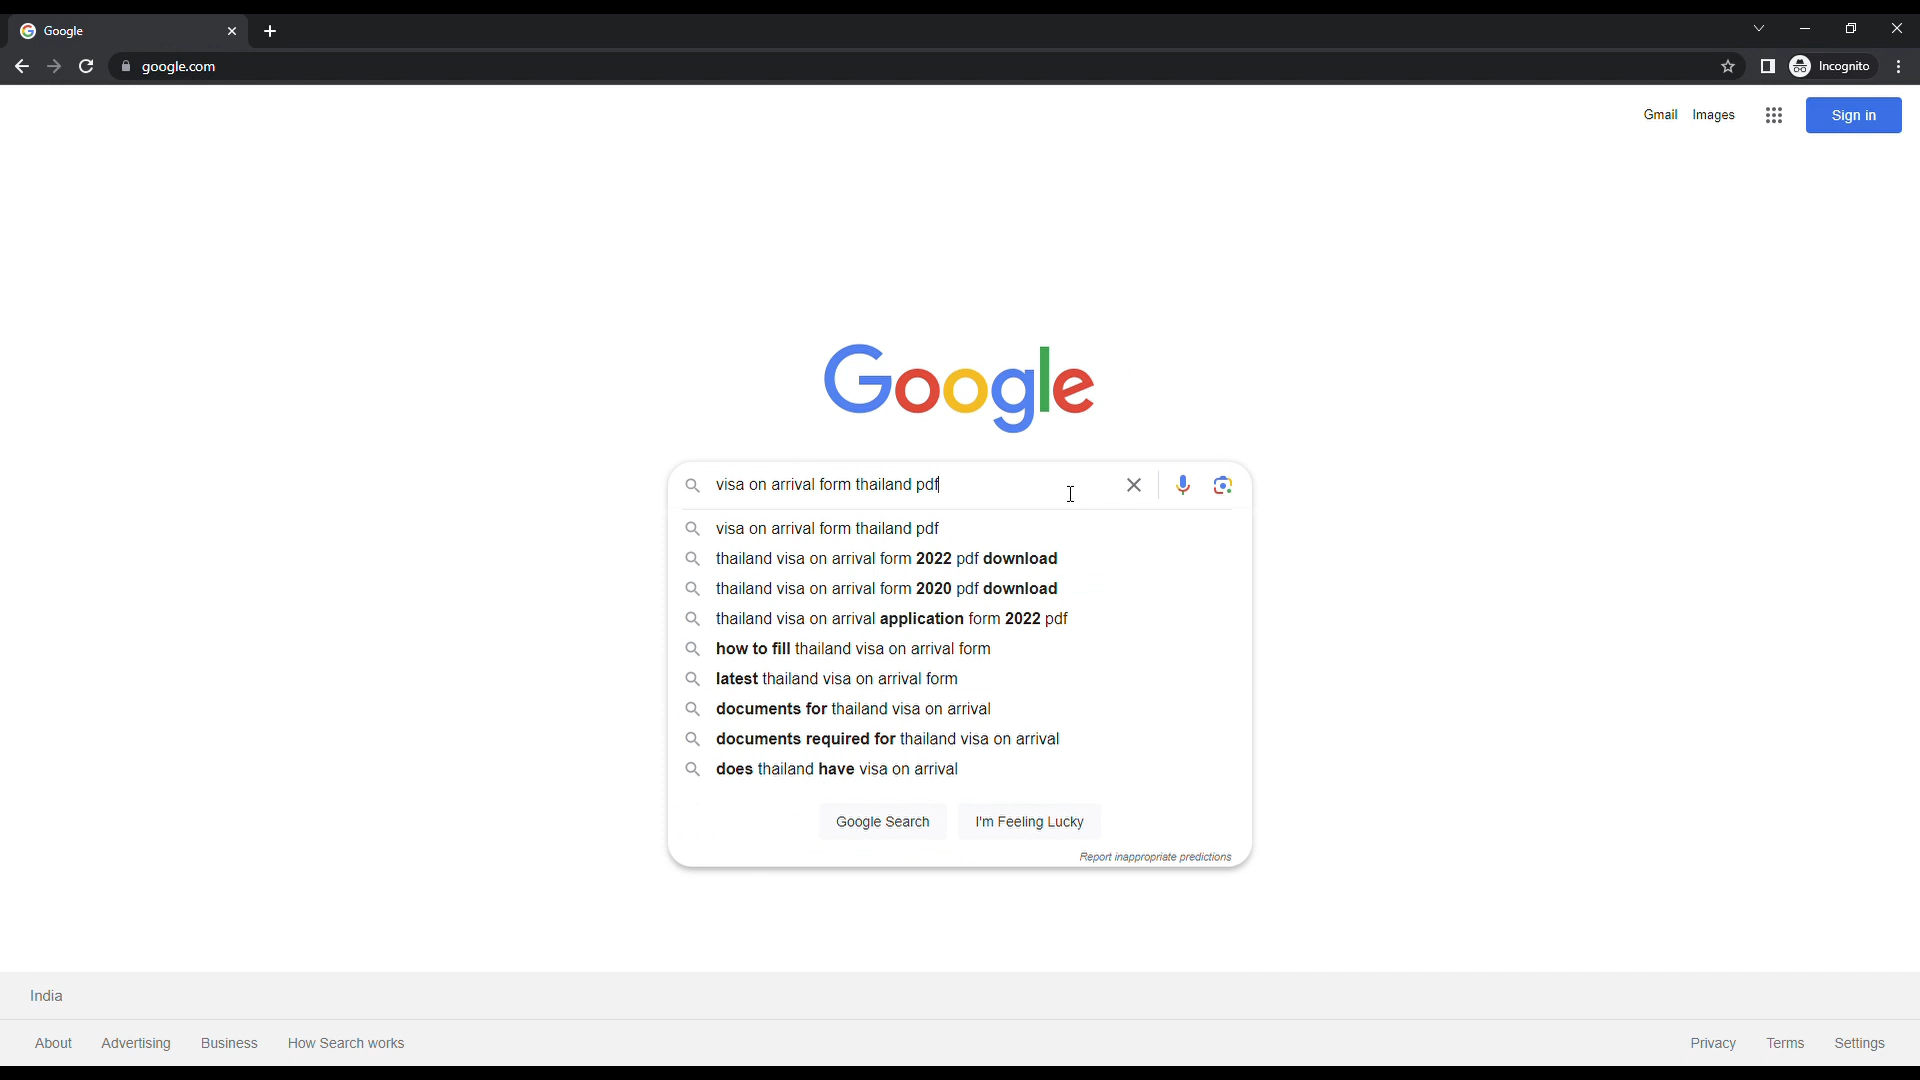 Google
google.com
Incognito
Gmail Images
Sign in
Google
visa on arrival form thailand pdf
visa on arrival form thailand pdf
thailand visa on arrival form 2022 pdf download
thailand visa on arrival form 2020 pdf download
thailand visa on arrival application form 2022 pdf
how to fill thailand visa on arrival form
latest thailand visa on arrival form
documents for thailand visa on arrival
documents required for thailand visa on arrival
does thailand have visa on arrival
Google Search I'm Feeling Lucky
Report inappropriate predictions
India
About Advertising Business How Search works Privacy Terms Settings